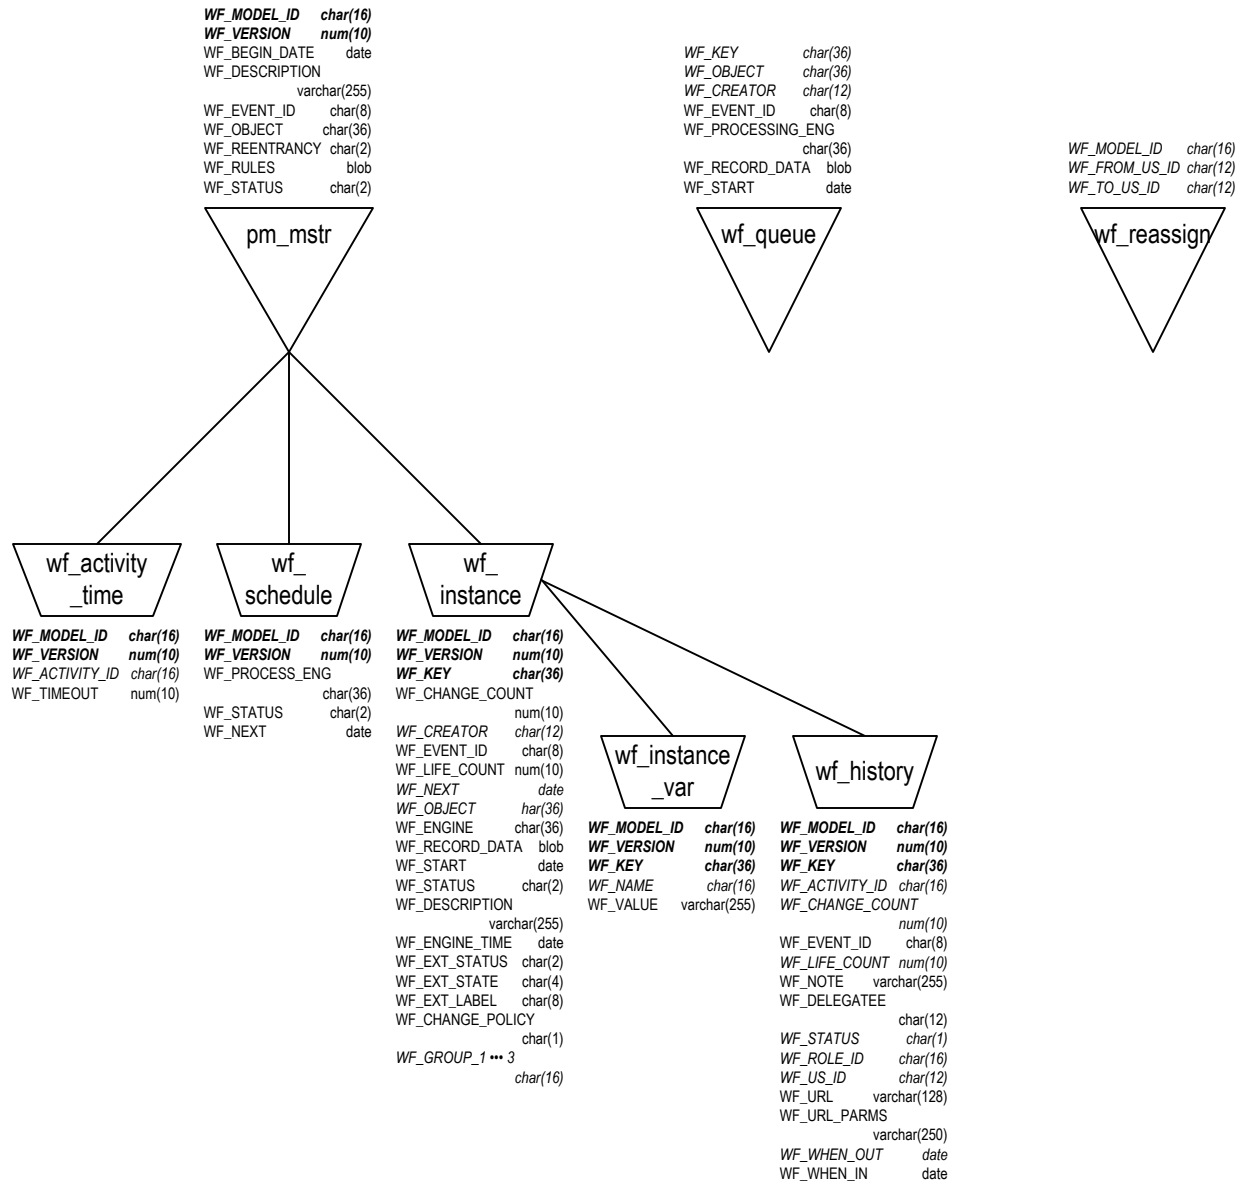 WF_MODEL_ID char(16)
WF_VERSION num(10)
WF_BEGIN_DATE date
WF_DESCRIPTION
varchar(255)
WF_EVENT_ID char(8)
WF_OBJECT char(36)
WF_REENTRANCY char(2)
WF_RULES blob
WF_STATUS char(2)
pm_mstr
WF_KEY char(36)
WF_OBJECT char(36)
WF_CREATOR char(12)
WF_EVENT_ID char(8)
WF_PROCESSING_ENG
char(36)
WF_RECORD_DATA blob
WF_START date
wf_queue
WF_MODEL_ID char(16)
WF_FROM_US_ID char(12)
WF_TO_US_ID char(12)
wf_reassign
wf_activity
_time
WF_MODEL_ID char(16)
WF_VERSION num(10)
WF_ACTIVITY_ID char(16)
WF_TIMEOUT num(10)
wf_
schedule
WF_MODEL_ID char(16)
WF_VERSION num(10)
WF_PROCESS_ENG
char(36)
WF_STATUS char(2)
WF_NEXT date
wf_
instance
WF_MODEL_ID char(16)
WF_VERSION num(10)
WF_KEY char(36)
WF_CHANGE_COUNT
num(10)
WF_CREATOR char(12)
WF_EVENT_ID char(8)
WF_LIFE_COUNT num(10)
WF_NEXT date
WF_OBJECT har(36)
WF_ENGINE char(36)
WF_RECORD_DATA blob
WF_START date
WF_STATUS char(2)
WF_DESCRIPTION
varchar(255)
WF_ENGINE_TIME date
WF_EXT_STATUS char(2)
WF_EXT_STATE char(4)
WF_EXT_LABEL char(8)
WF_CHANGE_POLICY
char(1)
WF_GROUP_1 ••• 3
char(16)
wf_instance
_var
WF_MODEL_ID char(16)
WF_VERSION num(10)
WF_KEY char(36)
WF_NAME char(16)
WF_VALUE varchar(255)
wf_history
WF_MODEL_ID char(16)
WF_VERSION num(10)
WF_KEY char(36)
WF_ACTIVITY_ID char(16)
WF_CHANGE_COUNT
num(10)
WF_EVENT_ID char(8)
WF_LIFE_COUNT num(10)
WF_NOTE varchar(255)
WF_DELEGATEE
char(12)
WF_STATUS char(1)
WF_ROLE_ID char(16)
WF_US_ID char(12)
WF_URL varchar(128)
WF_URL_PARMS
varchar(250)
WF_WHEN_OUT date
WF_WHEN_IN date